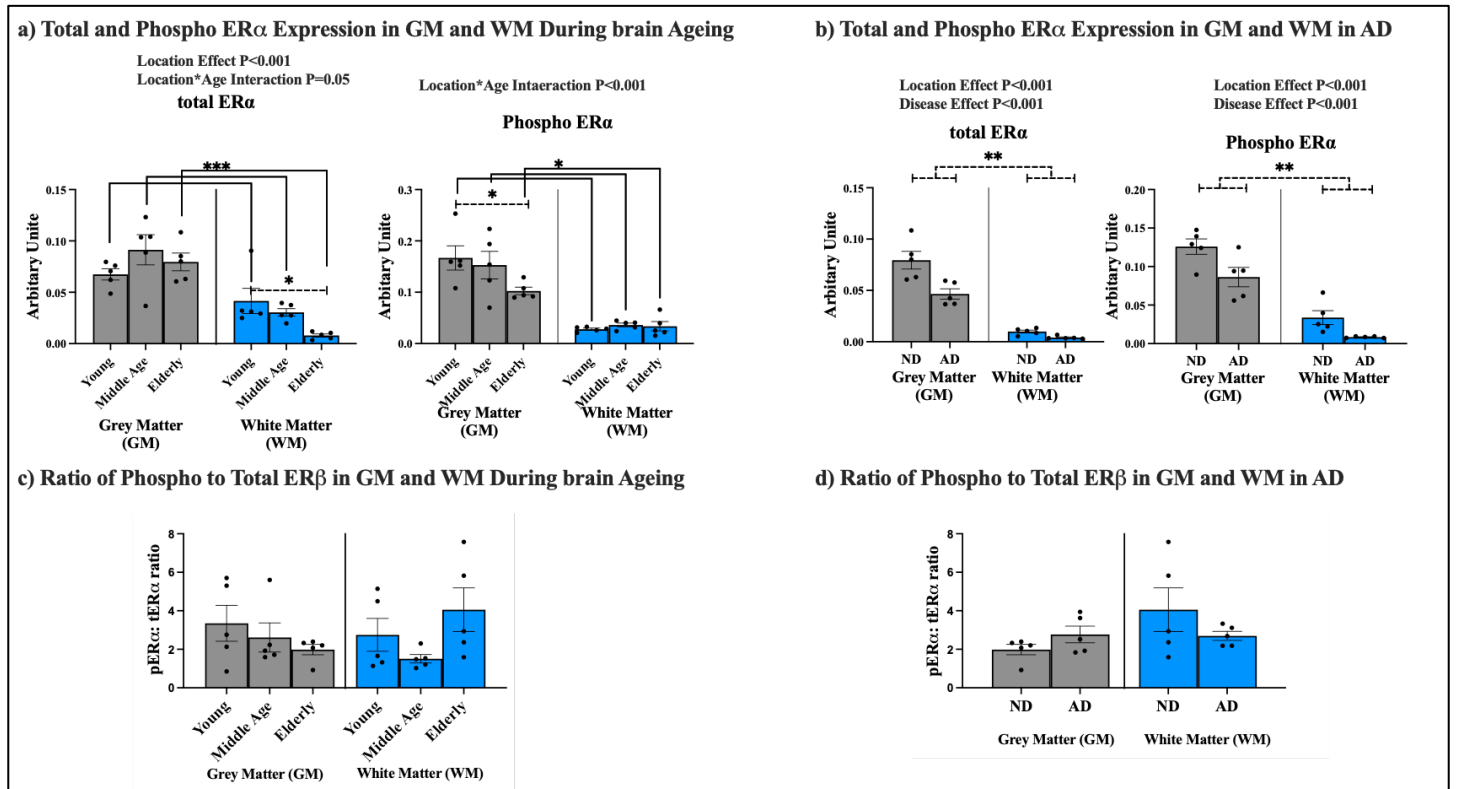 a) Total and Phospho ERα Expression in GM and WM During brain Ageing
Location Effect P<0.001
Location*Age Interaction P=0.05
total ERα
***
*
Arbitary Unite
0.15
0.10
0.05
0.00
Young
Middle Age
Elderly
Young
Middle Age
Elderly
Grey Matter
(GM)
White Matter
(WM)
Location*Age Intaeraction P<0.001
Phospho ERα
*
*
Arbitary Unite
0.3
0.2
0.1
0.0
Young
Middle Age
Elderly
Young
Middle Age
Elderly
Grey Matter
(GM)
White Matter
(WM)
b) Total and Phospho ERα Expression in GM and WM in AD
Location Effect P<0.001
Disease Effect P<0.001
total ERα
**
Arbitary Unite
0.15
0.10
0.05
0.00
ND
AD
ND
AD
Grey Matter
(GM)
White Matter
(WM)
Location Effect P<0.001
Disease Effect P<0.001
Phospho ERα
**
Arbitary Unite
0.20
0.15
0.10
0.05
0.00
ND
AD
ND
AD
Grey Matter
(GM)
White Matter
(WM)
c) Ratio of Phospho to Total ERβ in GM and WM During brain Ageing
pERα: tERα ratio
8
6
4
2
0
Young
Middle Age
Elderly
Young
Middle Age
Elderly
Grey Matter (GM)
White Matter (WM)
d) Ratio of Phospho to Total ERβ in GM and WM in AD
pERα: tERα ratio
8
6
4
2
0
ND
AD
ND
AD
Grey Matter (GM)
White Matter (WM)